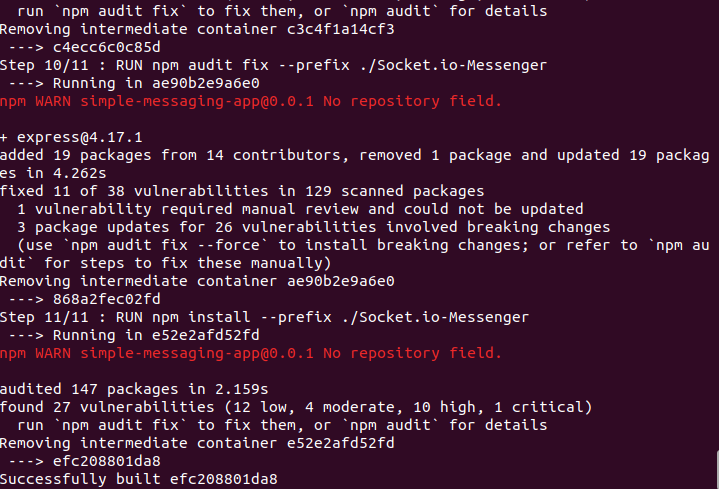 run `npm audit fix` to fix them, or `npm audit` for details
Removing intermediate container c3c4f1a14cf3
 ---> c4ecc6c0c85d
Step 10/11 : RUN npm audit fix --prefix ./Socket.io-Messenger
 ---> Running in ae90b2e9a6e0
npm WARN simple-messaging-app@0.0.1 No repository field.
+ express@4.17.1
added 19 packages from 14 contributors, removed 1 package and updated 19 packag
es in 4.262s
fixed 11 of 38 vulnerabilities in 129 scanned packages
  1 vulnerability required manual review and could not be updated
  3 package updates for 26 vulnerabilities involved breaking changes
  (use `npm audit fix --force` to install breaking changes; or refer to `npm au
dit` for steps to fix these manually)
Removing intermediate container ae90b2e9a6e0
 ---> 868a2fec02fd
Step 11/11 : RUN npm install --prefix ./Socket.io-Messenger
 ---> Running in e52e2afd52fd
npm WARN simple-messaging-app@0.0.1 No repository field.
audited 147 packages in 2.159s
found 27 vulnerabilities (12 low, 4 moderate, 10 high, 1 critical)
  run `npm audit fix` to fix them, or `npm audit` for details
Removing intermediate container e52e2afd52fd
 ---> efc208801da8
Successfully built efc208801da8